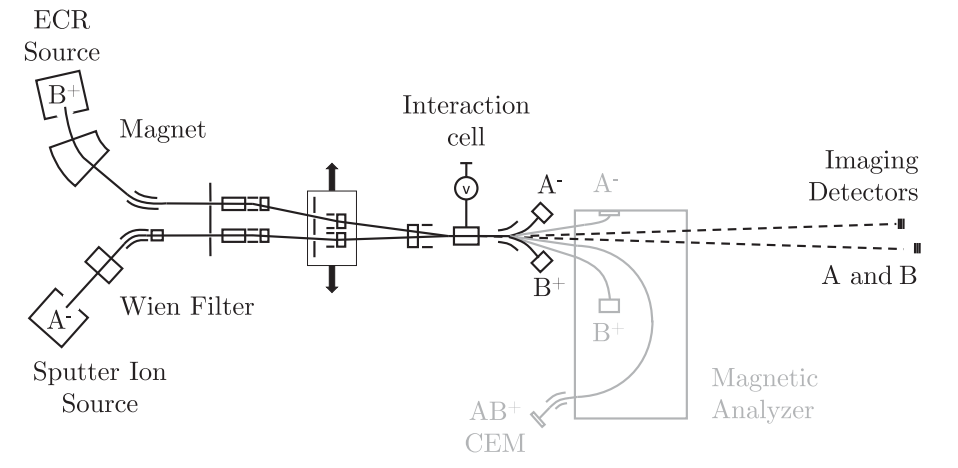 ECR
Source
B⁺
Magnet
Interaction
cell
v
A⁻
A⁻
Imaging
Detectors
A and B
B⁺
B⁺
Wien Filter
A⁻
Sputter Ion
Source
Magnetic
Analyzer
AB⁺
CEM